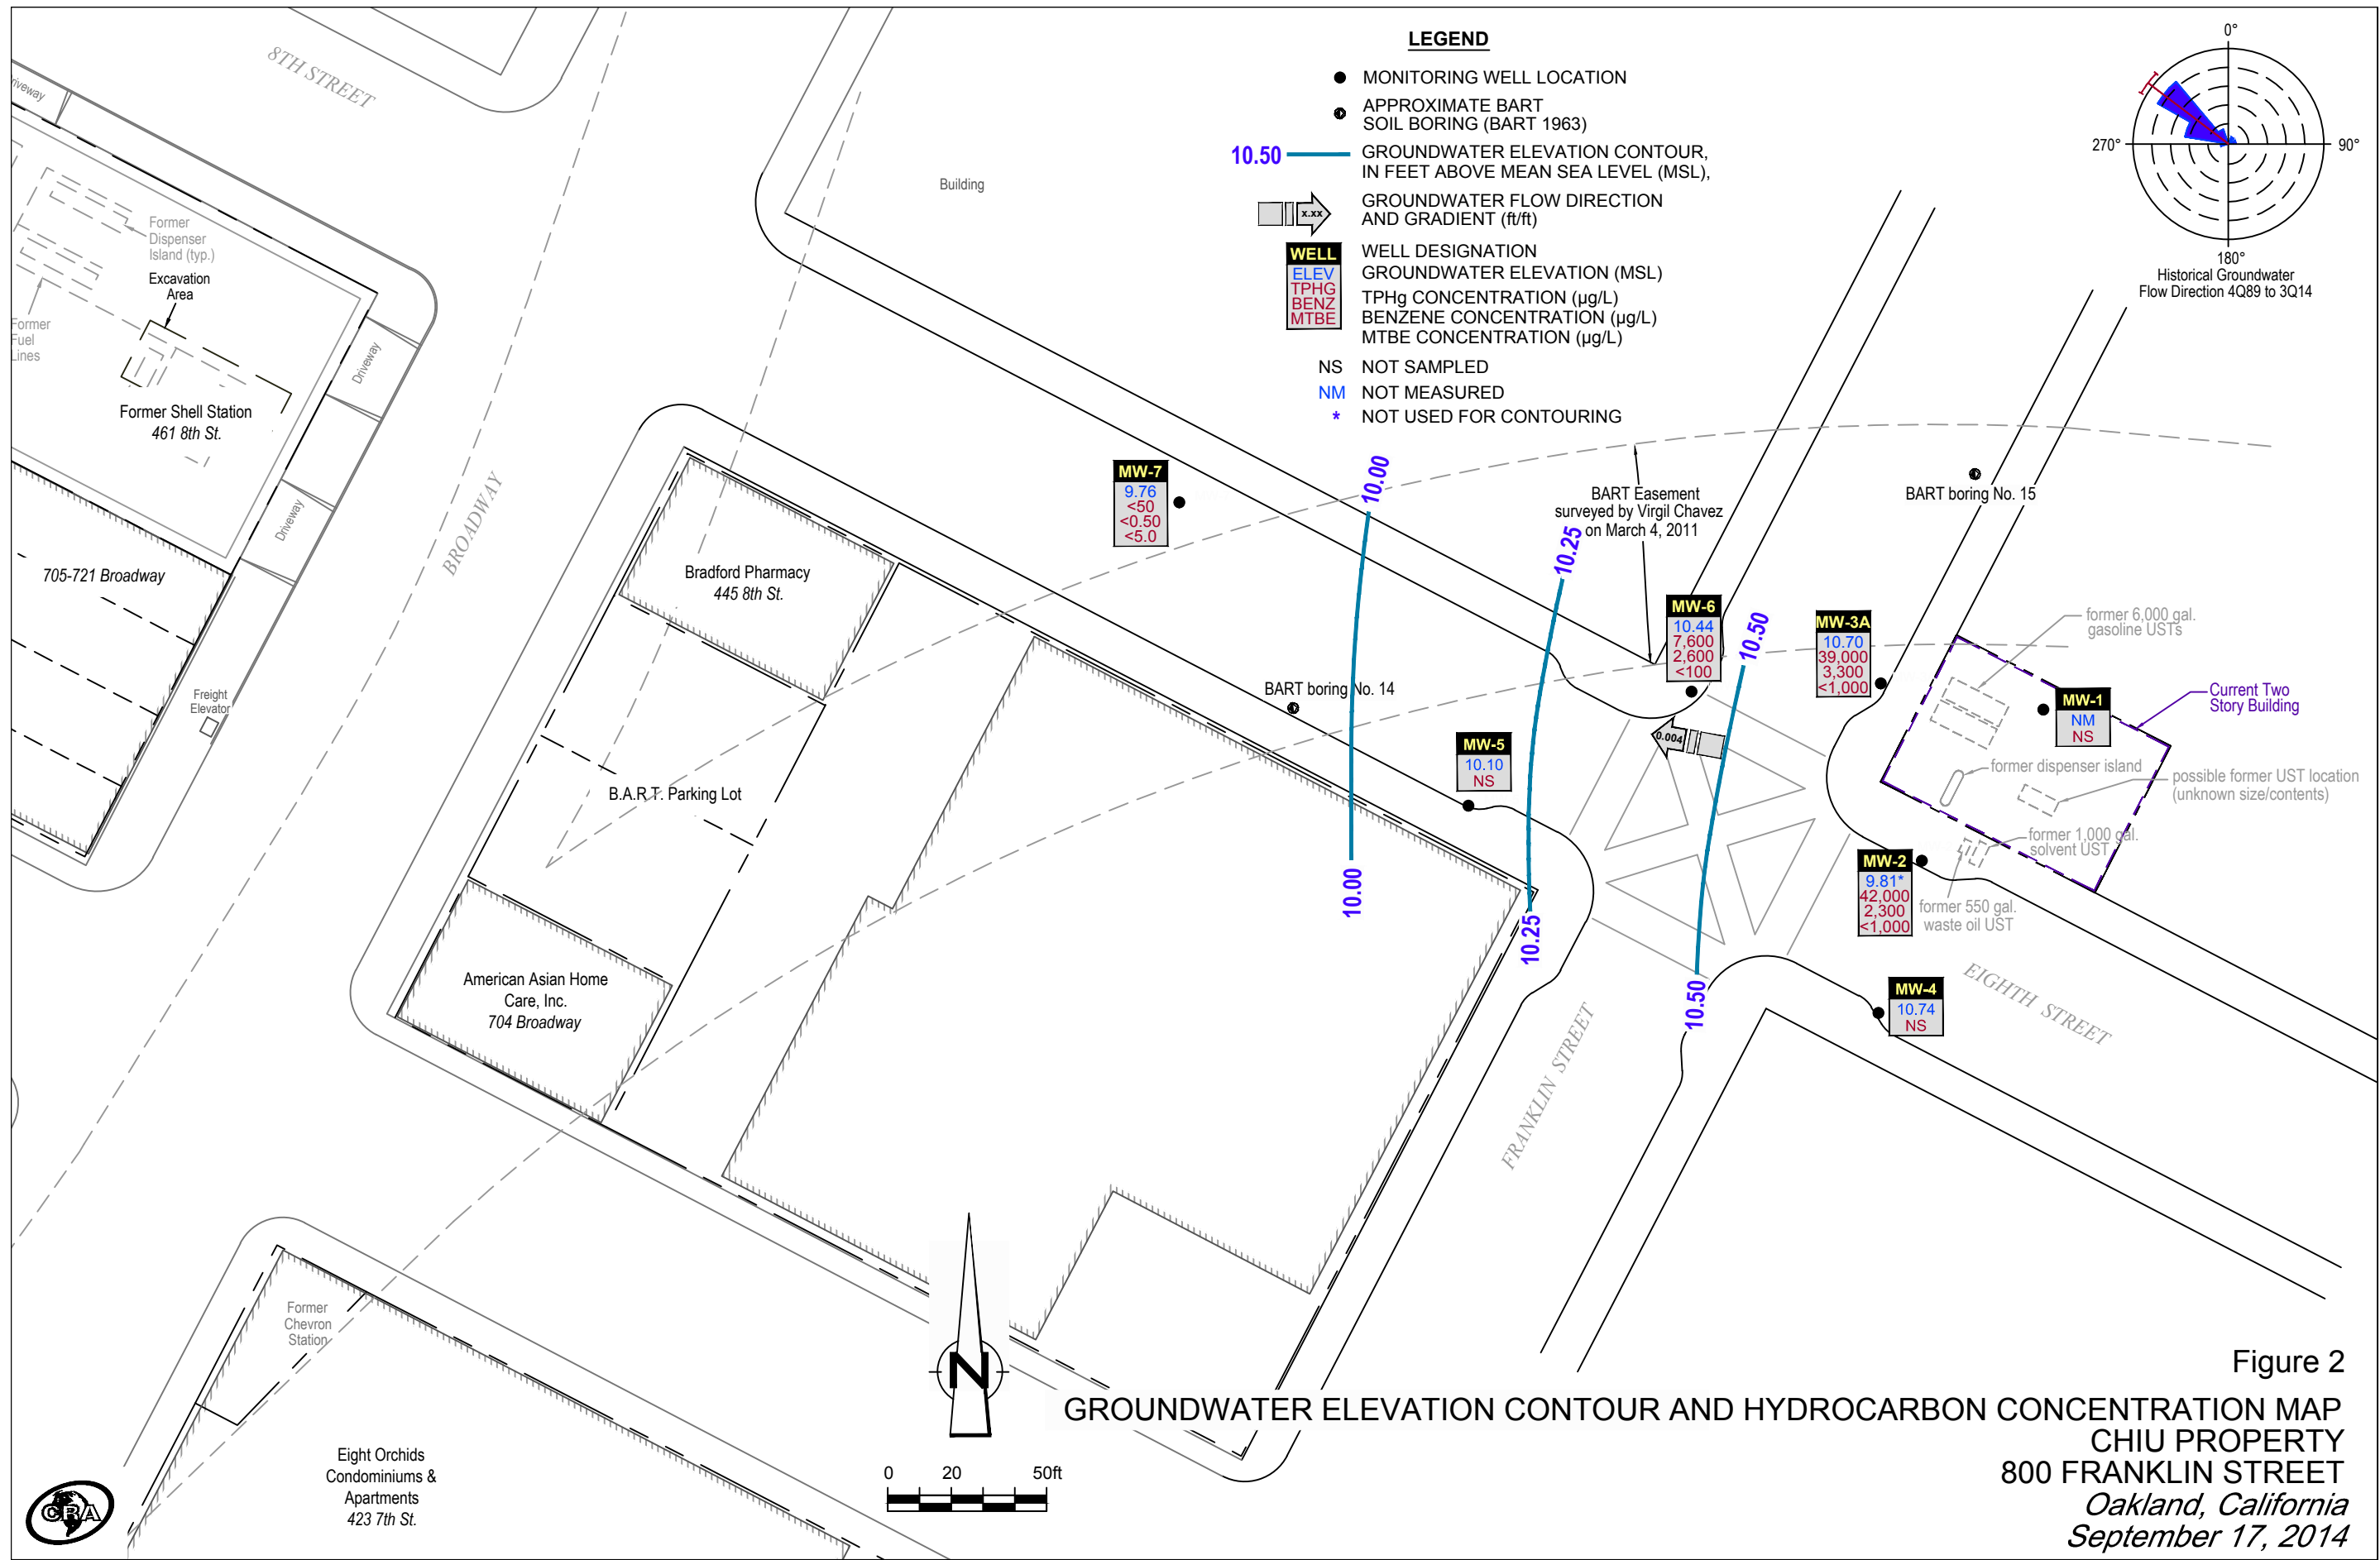 LEGEND
MONITORING WELL LOCATION
APPROXIMATE BART
SOIL BORING (BART 1963)
10.50
GROUNDWATER ELEVATION CONTOUR,
IN FEET ABOVE MEAN SEA LEVEL (MSL),
x.xx
GROUNDWATER FLOW DIRECTION
AND GRADIENT (ft/ft)
WELL
ELEV
TPHG
BENZ
MTBE
WELL DESIGNATION
GROUNDWATER ELEVATION (MSL)
TPHg CONCENTRATION (µg/L)
BENZENE CONCENTRATION (µg/L)
MTBE CONCENTRATION (µg/L)
NS NOT SAMPLED
NM NOT MEASURED
* NOT USED FOR CONTOURING
0°
270°
90°
180°
Historical Groundwater
Flow Direction 4Q89 to 3Q14
8TH STREET
Former
Dispenser
Island (typ.)
Excavation
Area
Former
Fuel
Lines
Driveway
Former Shell Station
461 8th St.
Driveway
705-721 Broadway
Freight
Elevator
BROADWAY
Building
Bradford Pharmacy
445 8th St.
B.A.R.T. Parking Lot
American Asian Home
Care, Inc.
704 Broadway
MW-7
9.76
<50
<0.50
<5.0
10.00
BART Easement
surveyed by Virgil Chavez
on March 4, 2011
10.25
BART boring No. 14
BART boring No. 15
MW-6
10.44
7,600
2,600
<100
10.50
MW-3A
10.70
39,000
3,300
<1,000
former 6,000 gal.
gasoline USTs
Current Two
Story Building
MW-1
NM
NS
MW-5
10.10
NS
0.004
former dispenser island
possible former UST location
(unknown size/contents)
former 1,000 gal.
solvent UST
MW-2
9.81*
42,000
2,300
<1,000
former 550 gal.
waste oil UST
10.00
10.25
10.50
MW-4
10.74
NS
EIGHTH STREET
FRANKLIN STREET
Former
Chevron
Station
Eight Orchids
Condominiums &
Apartments
423 7th St.
N
0 20 50ft
CRA
Figure 2
GROUNDWATER ELEVATION CONTOUR AND HYDROCARBON CONCENTRATION MAP
CHIU PROPERTY
800 FRANKLIN STREET
Oakland, California
September 17, 2014